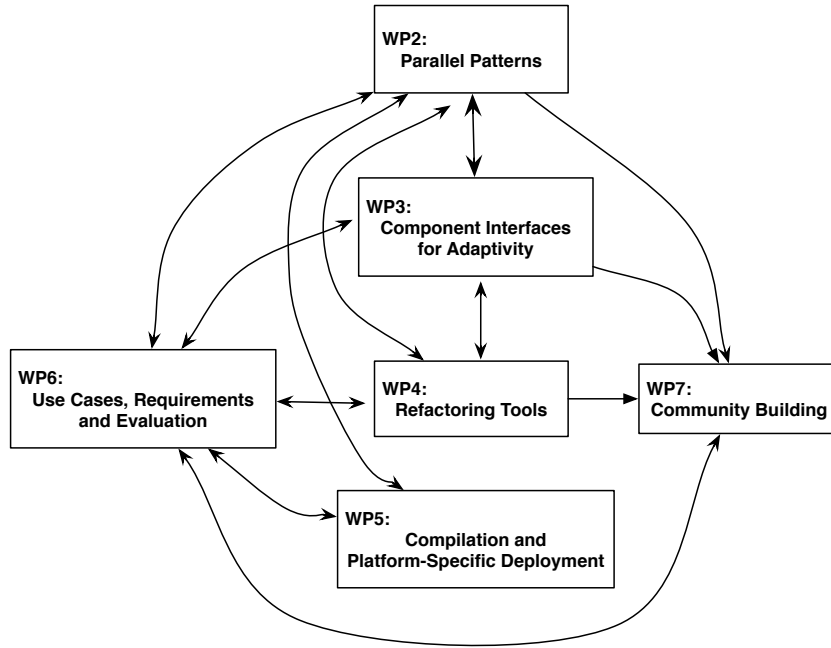 WP2:
Parallel Patterns
WP3:
Component Interfaces
for Adaptivity
WP6:
Use Cases, Requirements
and Evaluation
WP4:
Refactoring Tools
WP7:
Community Building
WP5:
Compilation and
Platform-Specific Deployment